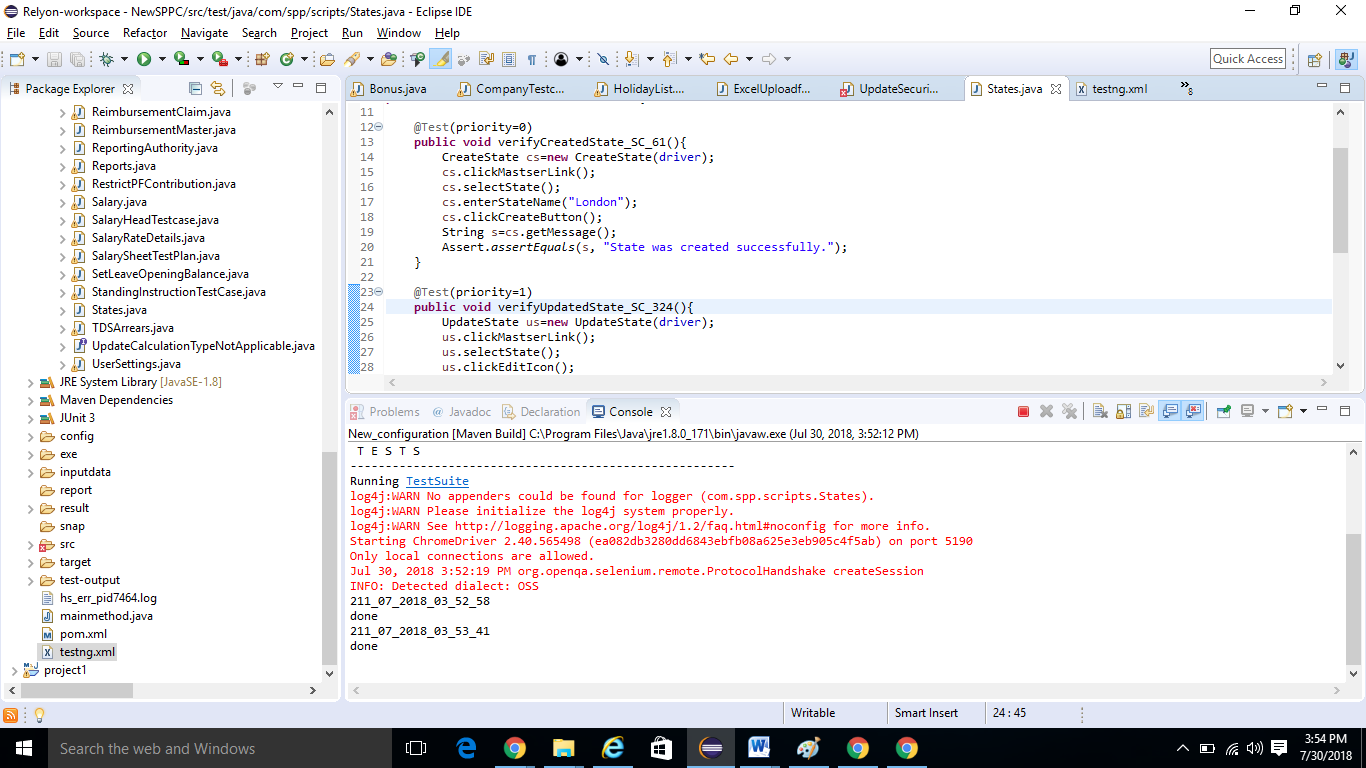 Relyon-workspace - NewSPPC/src/test/java/com/spp/scripts/States.java - Eclipse IDE
File Edit Source Refactor Navigate Search Project Run Window Help
Quick Access
Package Explorer
ReimbursementClaim.java
ReimbursementMaster.java
ReportingAuthority.java
Reports.java
RestrictPFContribution.java
Salary.java
SalaryHeadTestcase.java
SalaryRateDetails.java
SalarySheetTestPlan.java
SetLeaveOpeningBalance.java
StandingInstructionTestCase.java
States.java
TDSArrears.java
UpdateCalculationTypeNotApplicable.java
UserSettings.java
JRE System Library [JavaSE-1.8]
Maven Dependencies
JUnit 3
config
exe
inputdata
report
result
snap
src
target
test-output
hs_err_pid7464.log
mainmethod.java
pom.xml
testng.xml
project1
Bonus.java CompanyTestc... HolidayList.... ExcelUploadf... UpdateSecuri... States.java testng.xml 8
11
12 @Test(priority=0)
13 public void verifyCreatedState_SC_61(){
14 CreateState cs=new CreateState(driver);
15 cs.clickMastserLink();
16 cs.selectState();
17 cs.enterStateName("London");
18 cs.clickCreateButton();
19 String s=cs.getMessage();
20 Assert.assertEquals(s, "State was created successfully.");
21 }
22
23 @Test(priority=1)
24 public void verifyUpdatedState_SC_324(){
25 UpdateState us=new UpdateState(driver);
26 us.clickMastserLink();
27 us.selectState();
28 us.clickEditIcon();
Problems Javadoc Declaration Console
New_configuration [Maven Build] C:\Program Files\Java\jre1.8.0_171\bin\javaw.exe (Jul 30, 2018, 3:52:12 PM)
T E S T S
-------------------------------------------------------
Running TestSuite
log4j:WARN No appenders could be found for logger (com.spp.scripts.States).
log4j:WARN Please initialize the log4j system properly.
log4j:WARN See http://logging.apache.org/log4j/1.2/faq.html#noconfig for more info.
Starting ChromeDriver 2.40.565498 (ea082db3280dd6843ebfb08a625e3eb905c4f5ab) on port 5190
Only local connections are allowed.
Jul 30, 2018 3:52:19 PM org.openqa.selenium.remote.ProtocolHandshake createSession
INFO: Detected dialect: OSS
211_07_2018_03_52_58
done
211_07_2018_03_53_41
done
Writable Smart Insert 24 : 45
Search the web and Windows
3:54 PM
7/30/2018